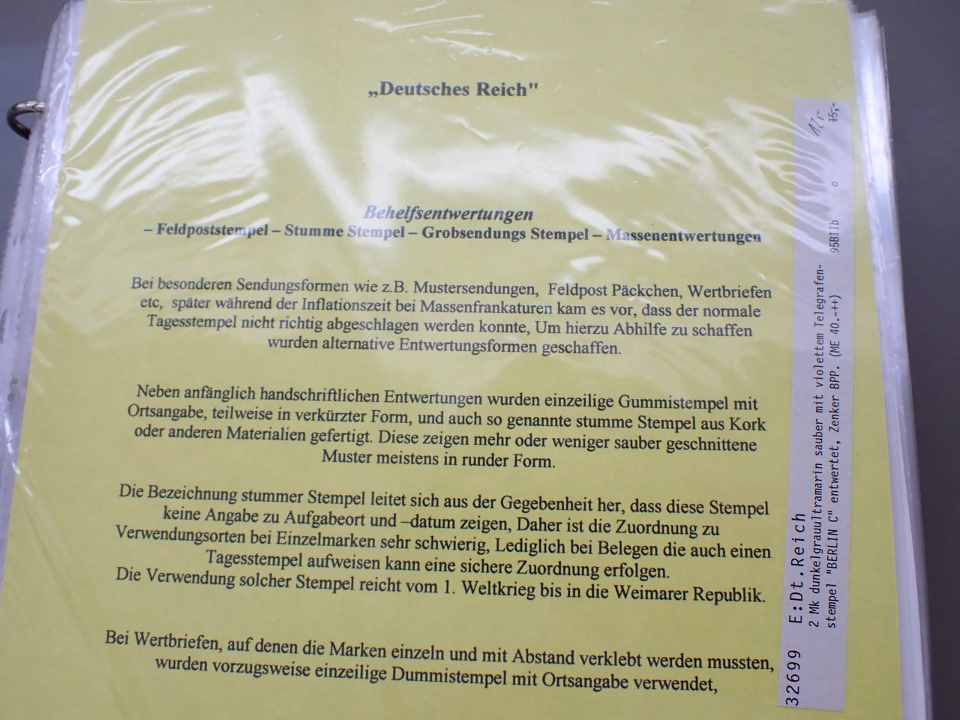 „Deutsches Reich"
Behelfsentwertungen
– Feldpoststempel – Stumme Stempel – Grobsendungs Stempel – Massenentwertungen
Bei besonderen Sendungsformen wie z.B. Mustersendungen, Feldpost Päckchen, Wertbriefen
etc, später während der Inflationszeit bei Massenfrankaturen kam es vor, dass der normale
Tagesstempel nicht richtig abgeschlagen werden konnte, Um hierzu Abhilfe zu schaffen
wurden alternative Entwertungsformen geschaffen.
Neben anfänglich handschriftlichen Entwertungen wurden einzeilige Gummistempel mit
Ortsangabe, teilweise in verkürzter Form, und auch so genannte stumme Stempel aus Kork
oder anderen Materialien gefertigt. Diese zeigen mehr oder weniger sauber geschnittene
Muster meistens in runder Form.
Die Bezeichnung stummer Stempel leitet sich aus der Gegebenheit her, dass diese Stempel
keine Angabe zu Aufgabeort und –datum zeigen, Daher ist die Zuordnung zu
Verwendungsorten bei Einzelmarken sehr schwierig, Lediglich bei Belegen die auch einen
Tagesstempel aufweisen kann eine sichere Zuordnung erfolgen.
Die Verwendung solcher Stempel reicht vom 1. Weltkrieg bis in die Weimarer Republik.
Bei Wertbriefen, auf denen die Marken einzeln und mit Abstand verklebt werden mussten,
wurden vorzugsweise einzeilige Dummistempel mit Ortsangabe verwendet,
32699 E:Dt.Reich
2 Mk dunkelgrauultramarin sauber mit violettem Telegrafen-
stempel "BERLIN C" entwertet, Zenker BPP. (ME 40.-++)
95811b o 15,-